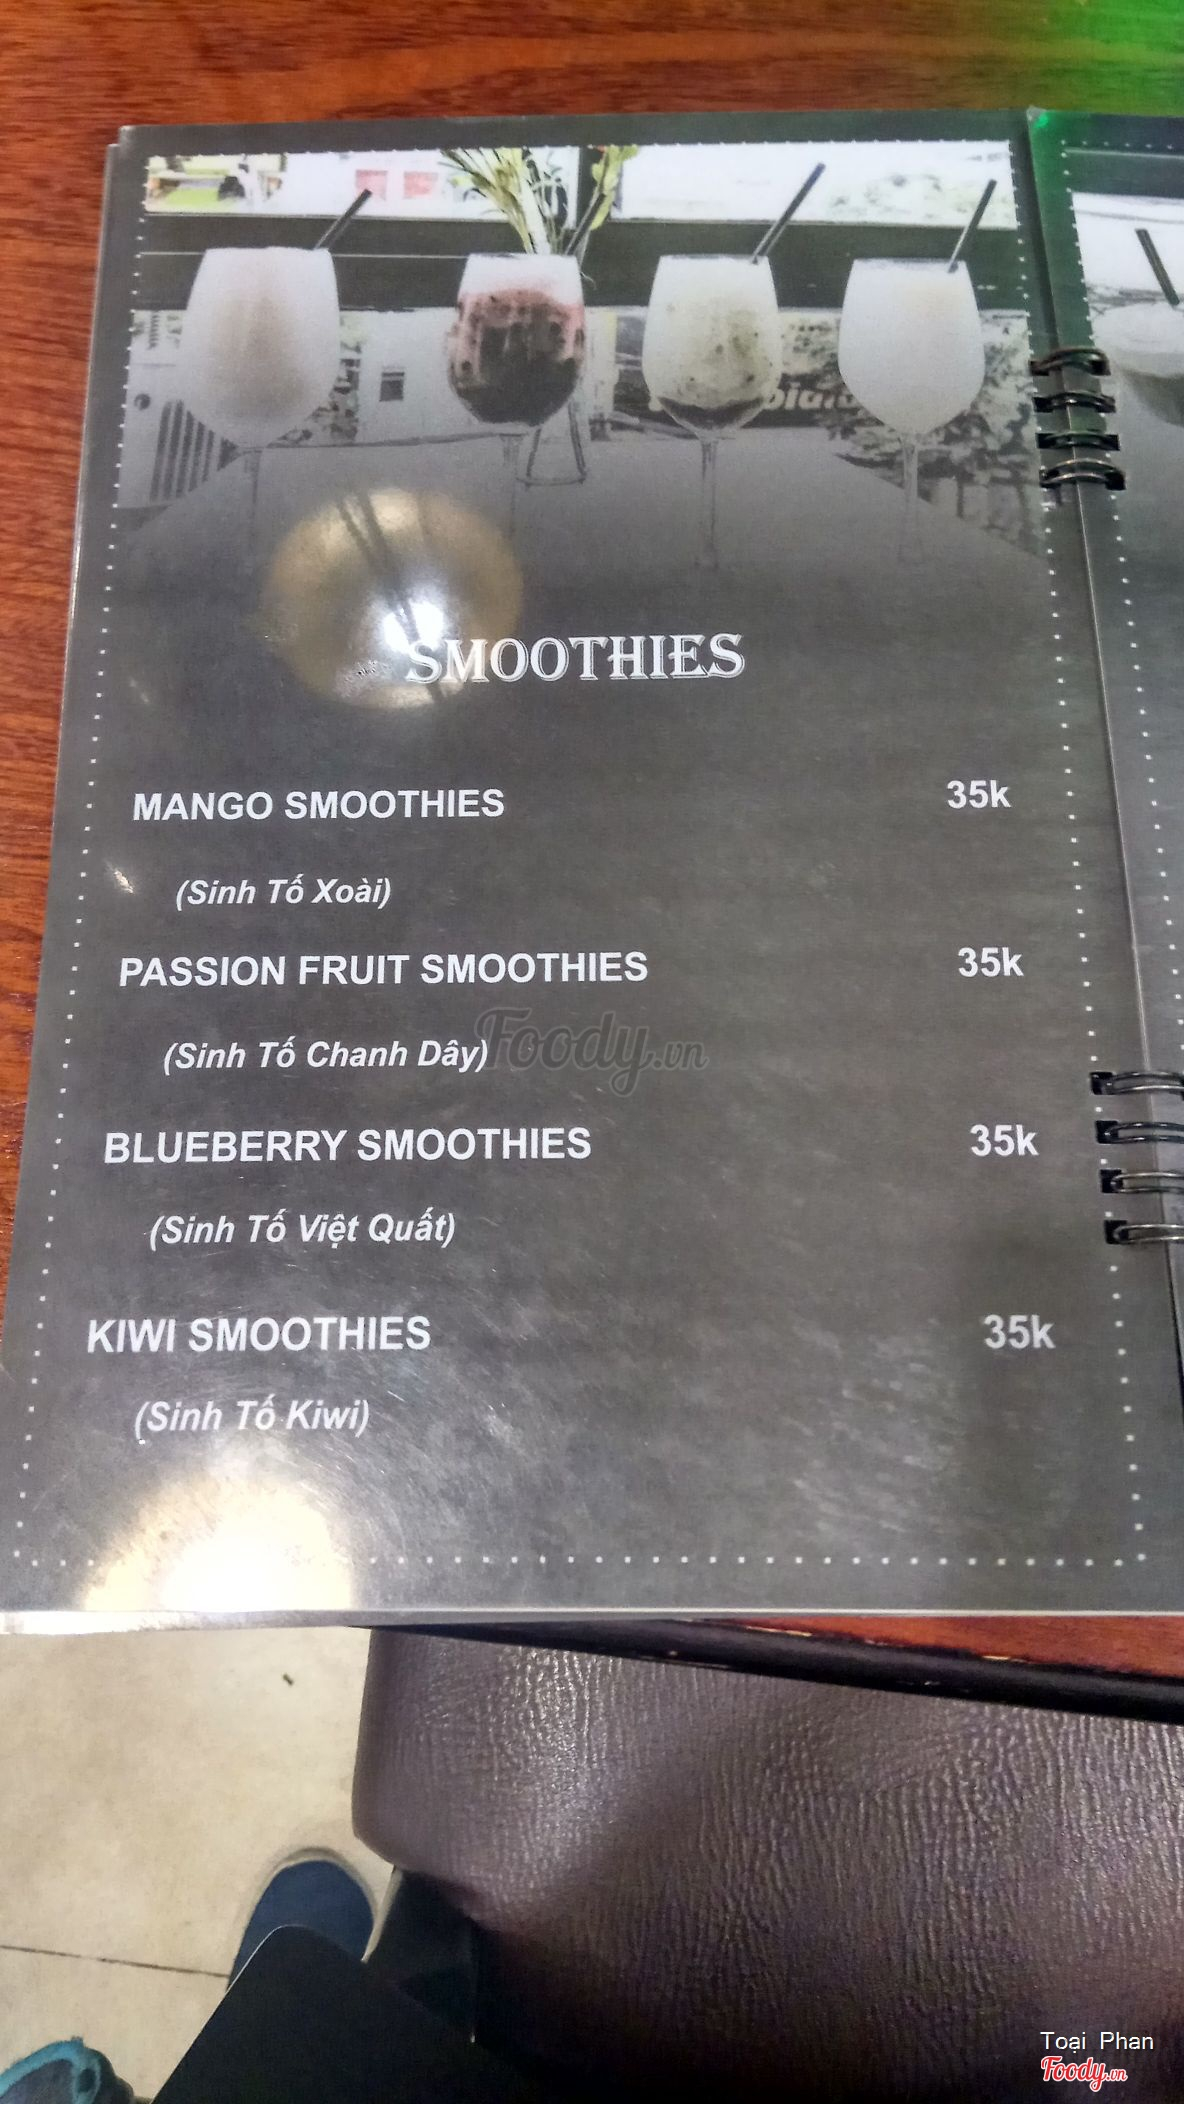 SMOOTHIES
MANGO SMOOTHIES 35k
(Sinh Tố Xoài)
PASSION FRUIT SMOOTHIES 35k
(Sinh Tố Chanh Dây)
Foody.vn
BLUEBERRY SMOOTHIES 35k
(Sinh Tố Việt Quất)
KIWI SMOOTHIES 35k
(Sinh Tố Kiwi)
Toại Phan
Foody.vn